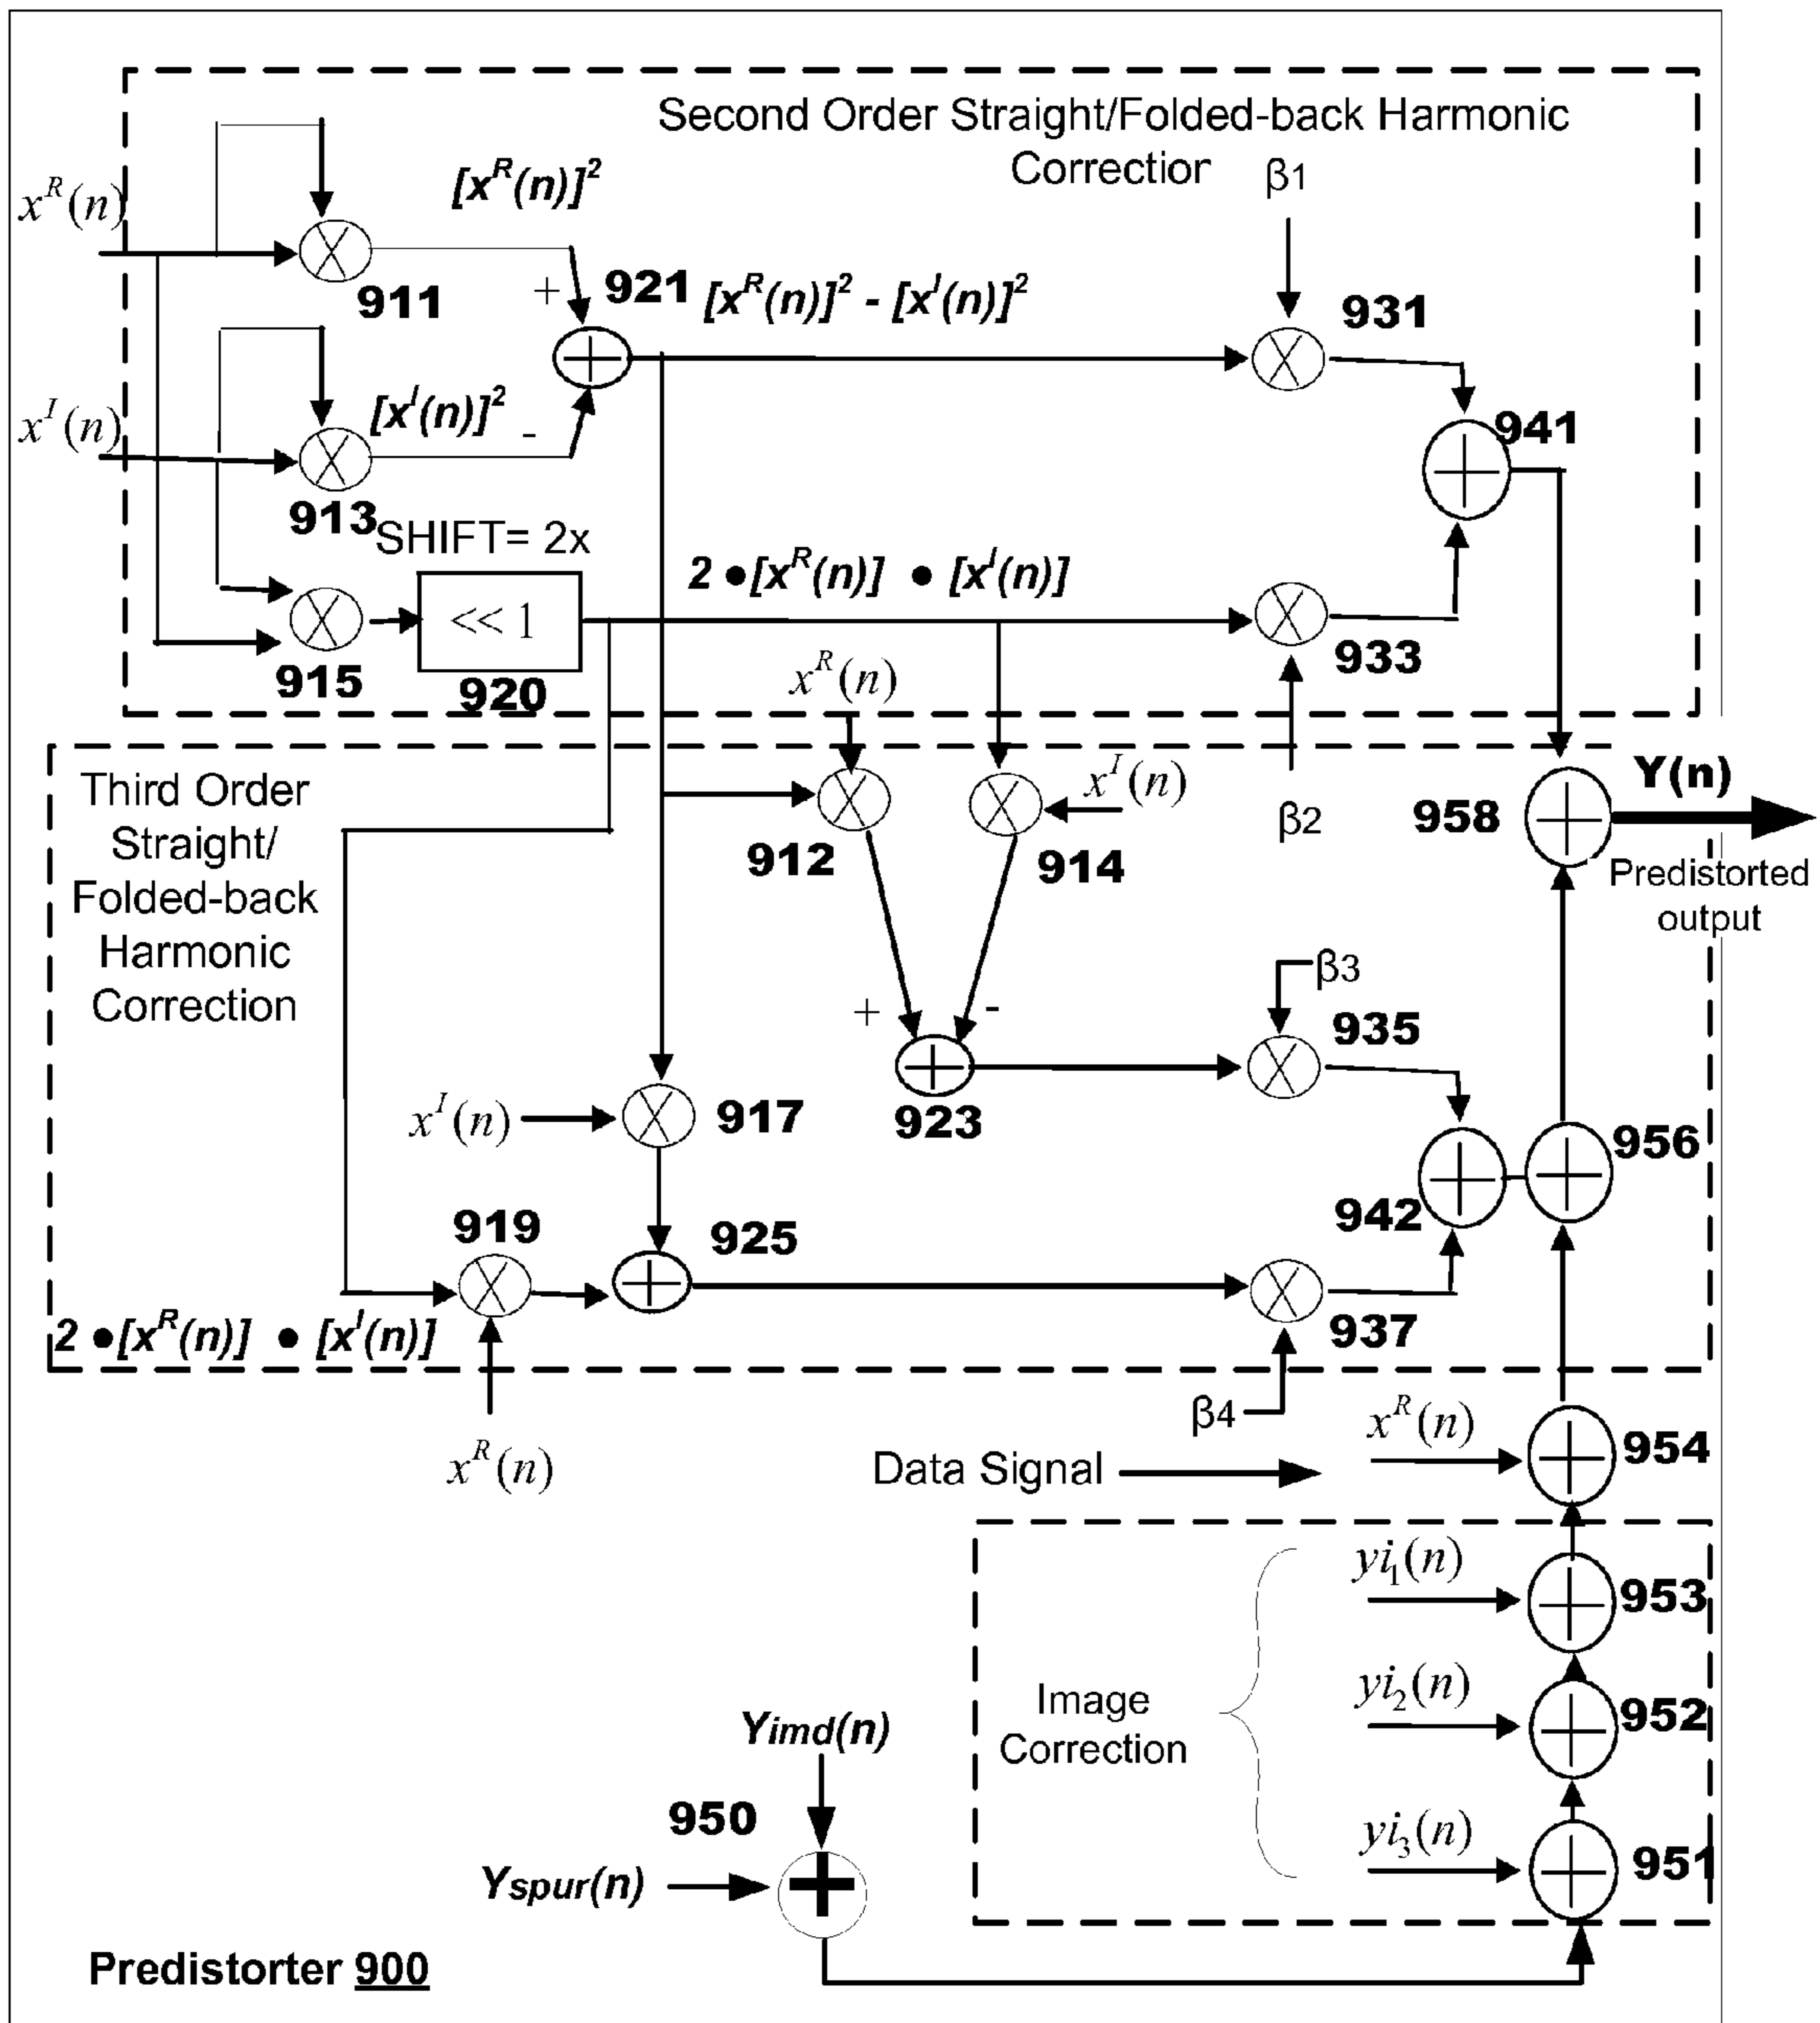 Second Order Straight/Folded-back Harmonic
Correction
β1
x^R(n)
[x^R(n)]²
911
+
921
[x^R(n)]² - [x^I(n)]²
931
x^I(n)
[x^I(n)]²
-
913
941
SHIFT= 2x
<< 1
2 •[x^R(n)] • [x^I(n)]
915
920
933
x^R(n)
Third Order
Straight/
Folded-back
Harmonic
Correction
x^I(n)
β2
912
914
958
Y(n)
Predistorted
output
β3
+
-
935
923
x^I(n)
917
956
942
919
925
937
2 •[x^R(n)] • [x^I(n)]
β4
x^R(n)
x^R(n)
Data Signal
954
yi₁(n)
953
Image
Correction
yi₂(n)
952
yi₃(n)
951
Yimd(n)
950
Yspur(n)
Predistorter 900